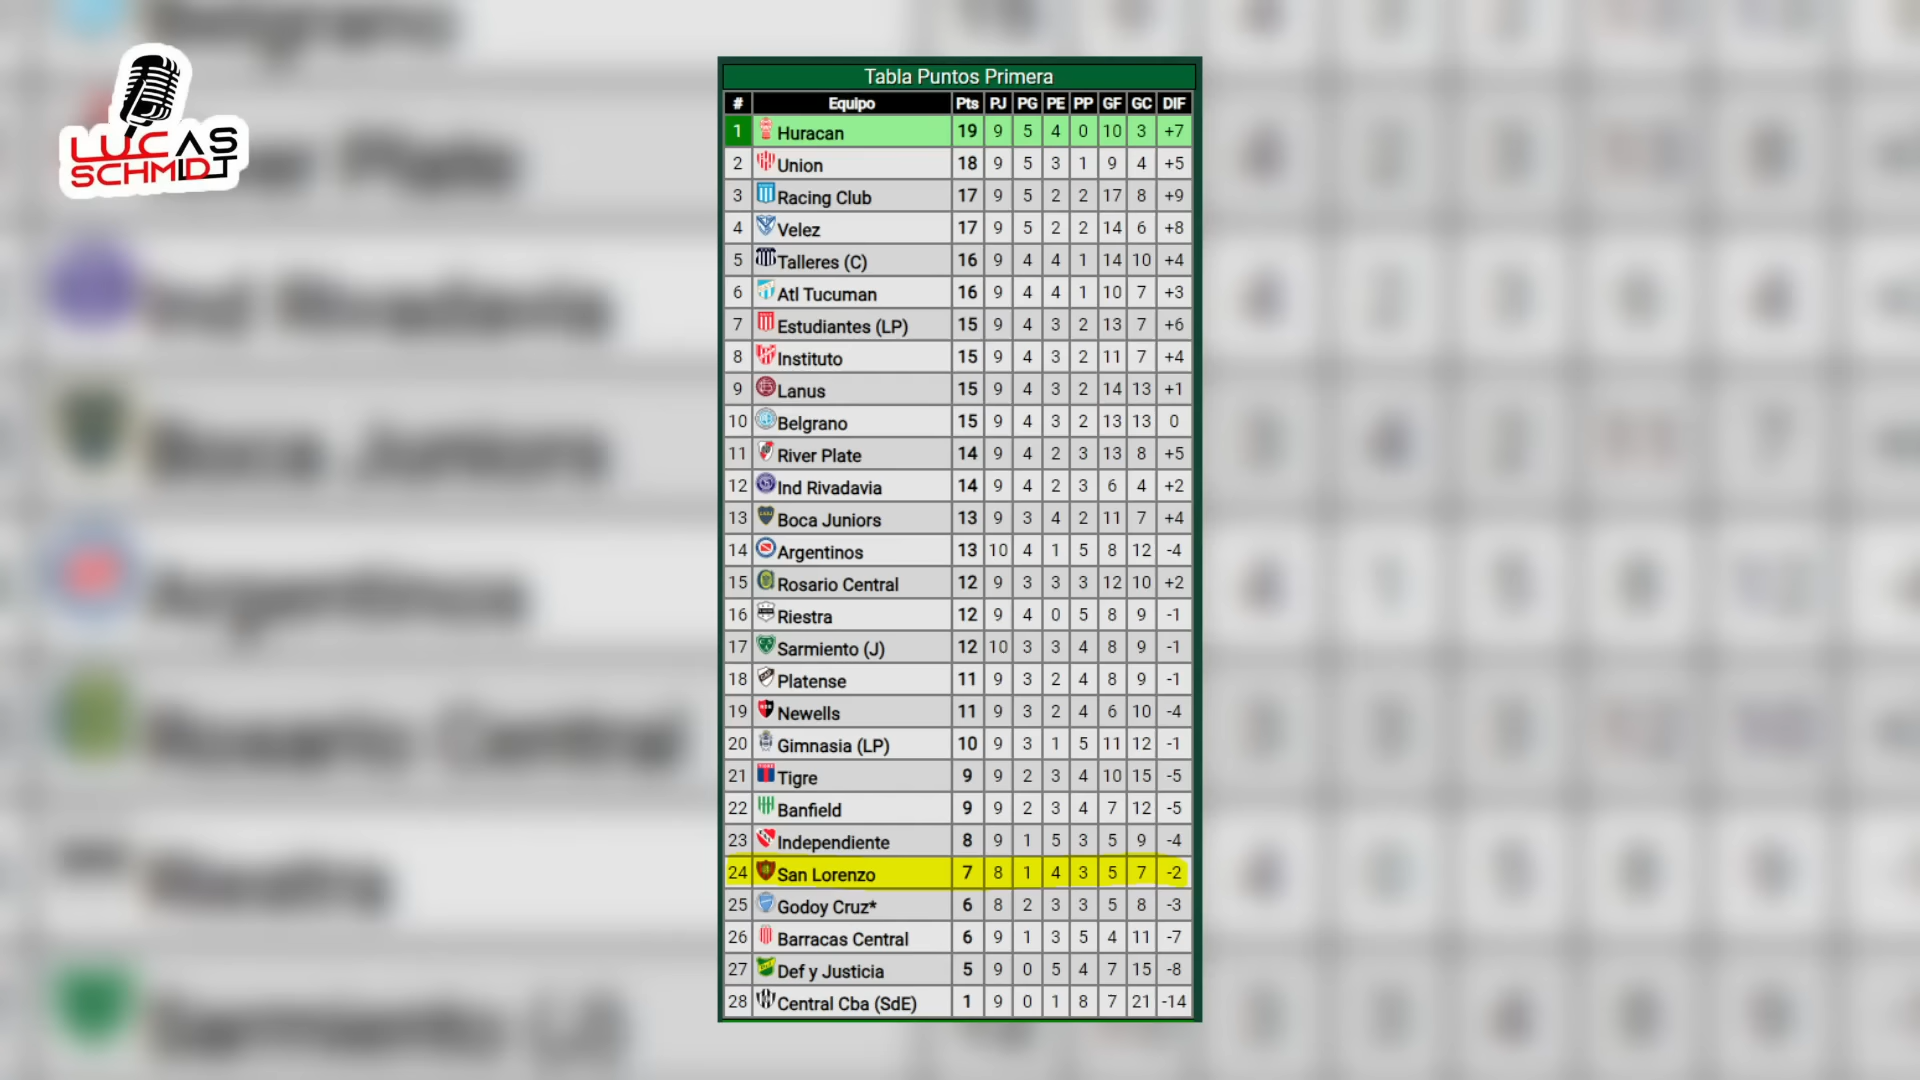 LUCAS
SCHMIDT
Tabla Puntos Primera
# Equipo Pts PJ PG PE PP GF GC DIF
1 Huracan 19 9 5 4 0 10 3 +7
2 Union 18 9 5 3 1 9 4 +5
3 Racing Club 17 9 5 2 2 17 8 +9
4 Velez 17 9 5 2 2 14 6 +8
5 Talleres (C) 16 9 4 4 1 14 10 +4
6 Atl Tucuman 16 9 4 4 1 10 7 +3
7 Estudiantes (LP) 15 9 4 3 2 13 7 +6
8 Instituto 15 9 4 3 2 11 7 +4
9 Lanus 15 9 4 3 2 14 13 +1
10 Belgrano 15 9 4 3 2 13 13 0
11 River Plate 14 9 4 2 3 13 8 +5
12 Ind Rivadavia 14 9 4 2 3 6 4 +2
13 Boca Juniors 13 9 3 4 2 11 7 +4
14 Argentinos 13 10 4 1 5 8 12 -4
15 Rosario Central 12 9 3 3 3 12 10 +2
16 Riestra 12 9 4 0 5 8 9 -1
17 Sarmiento (J) 12 10 3 3 4 8 9 -1
18 Platense 11 9 3 2 4 8 9 -1
19 Newells 11 9 3 2 4 6 10 -4
20 Gimnasia (LP) 10 9 3 1 5 11 12 -1
21 Tigre 9 9 2 3 4 10 15 -5
22 Banfield 9 9 2 3 4 7 12 -5
23 Independiente 8 9 1 5 3 5 9 -4
24 San Lorenzo 7 8 1 4 3 5 7 -2
25 Godoy Cruz* 6 8 2 3 3 5 8 -3
26 Barracas Central 6 9 1 3 5 4 11 -7
27 Def y Justicia 5 9 0 5 4 7 15 -8
28 Central Cba (SdE) 1 9 0 1 8 7 21 -14